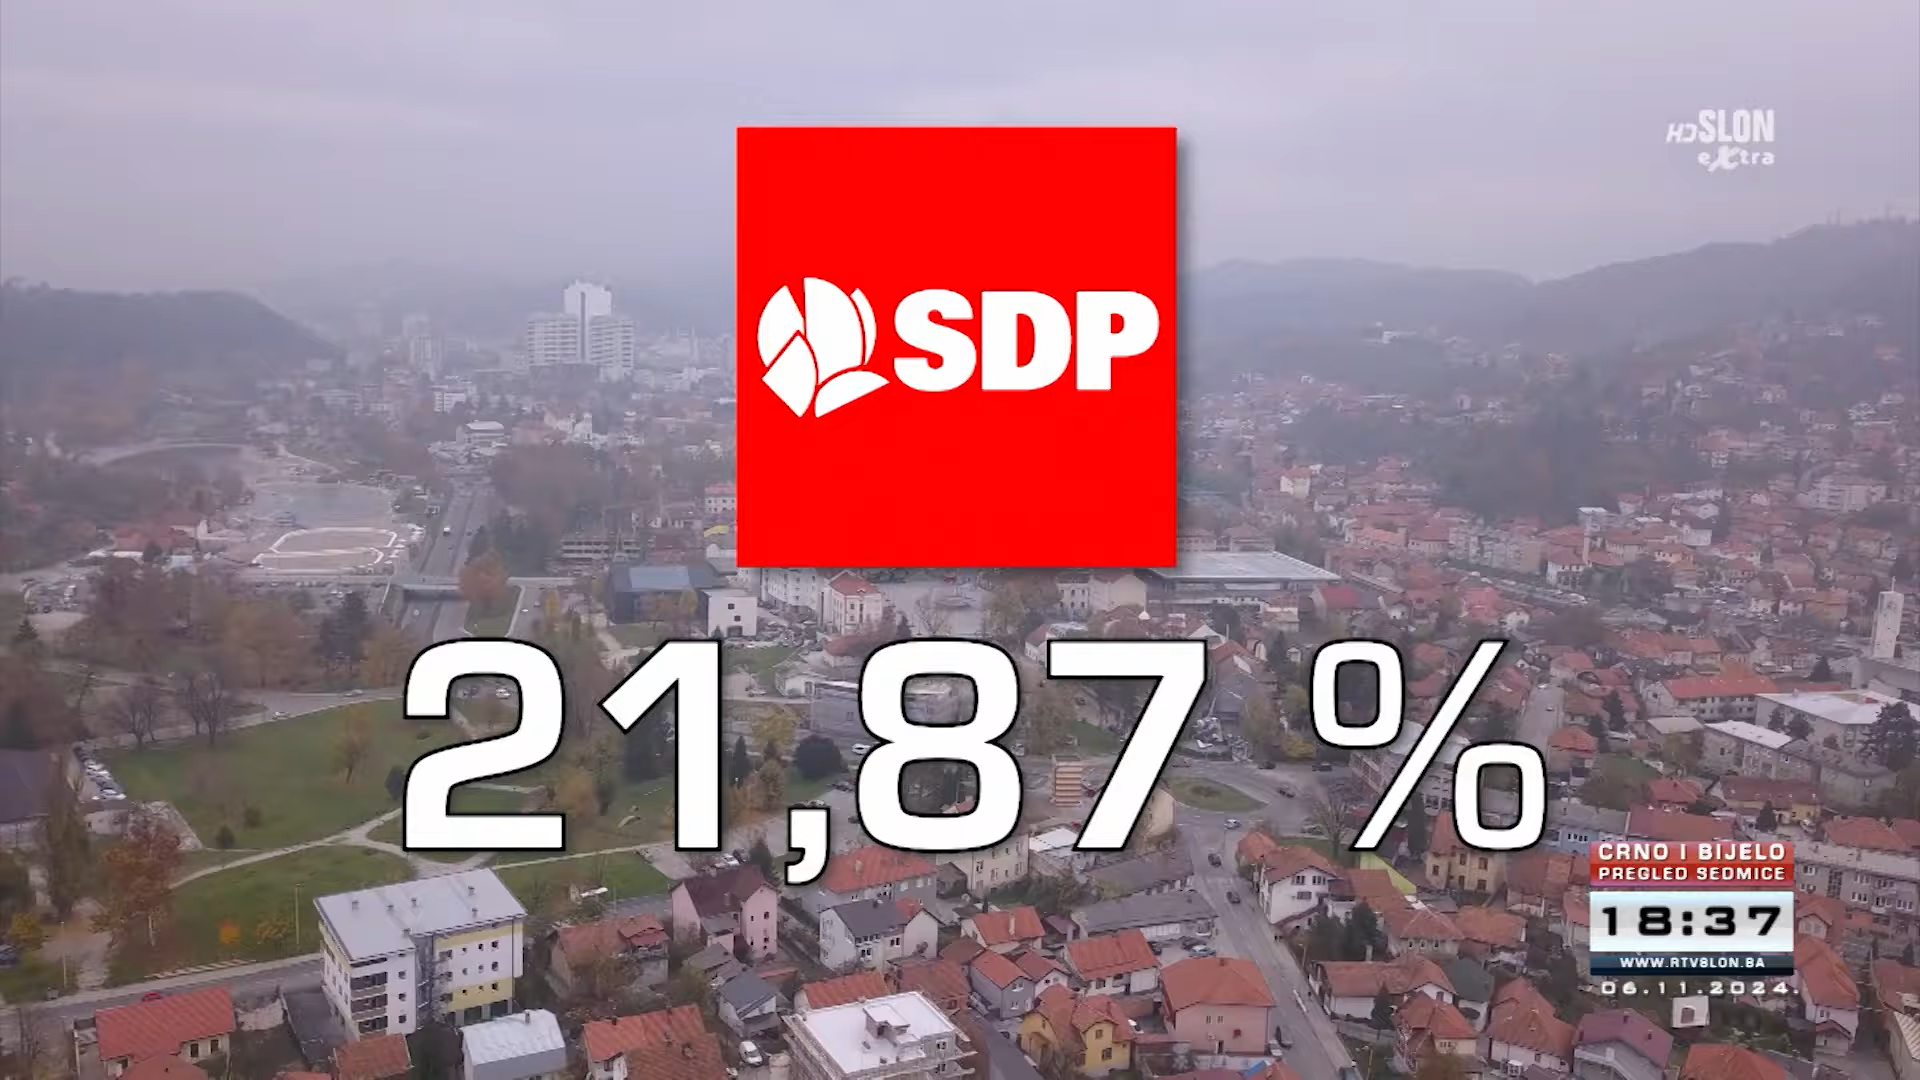 HD SLON
extra
SDP
21,87 %
CRNO I BIJELO
PREGLED SEDMICE
18:37
WWW.RTVSLON.BA
06.11.2024.